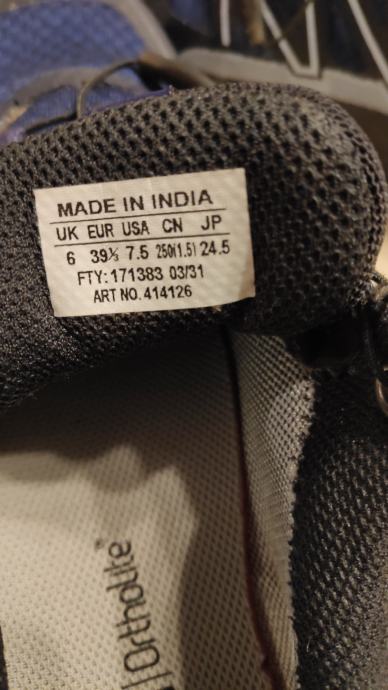 MADE IN INDIA
UK EUR USA CN JP
6 39⅓ 7.5 250(1.5) 24.5
FTY: 171383 03/31
ART NO. 414126
OrthoLite®